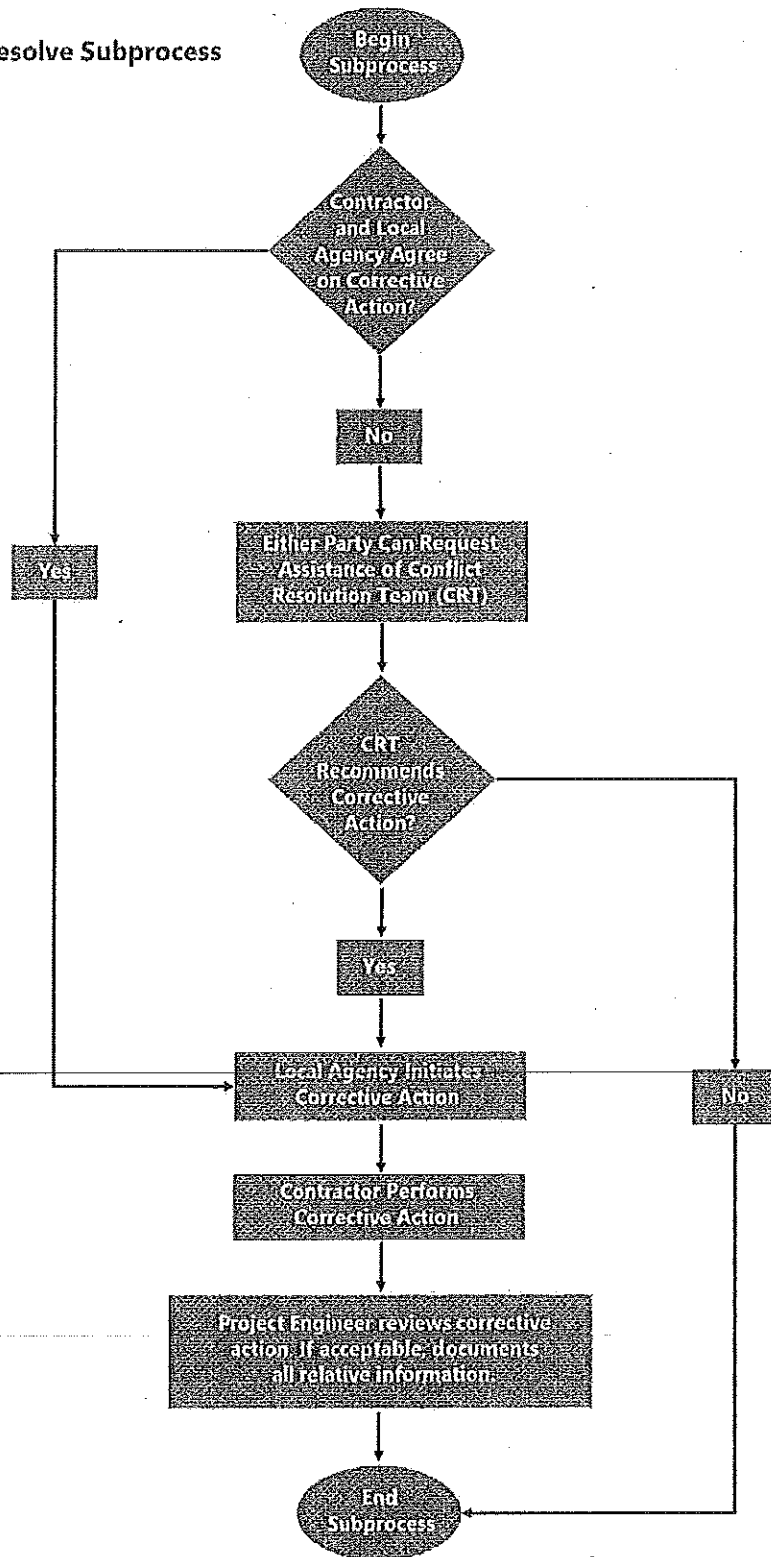 esolve Subprocess
Begin
Subprocess
Contractor
and Local
Agency Agree
on Corrective
Action?
No
Yes
Either Party Can Request
Assistance of Conflict
Resolution Team (CRT)
CRT
Recommends
Corrective
Action?
Yes
Local Agency Initiates
Corrective Action
No
Contractor Performs
Corrective Action
Project Engineer reviews corrective
action. If acceptable, documents
all relative information.
End
Subprocess